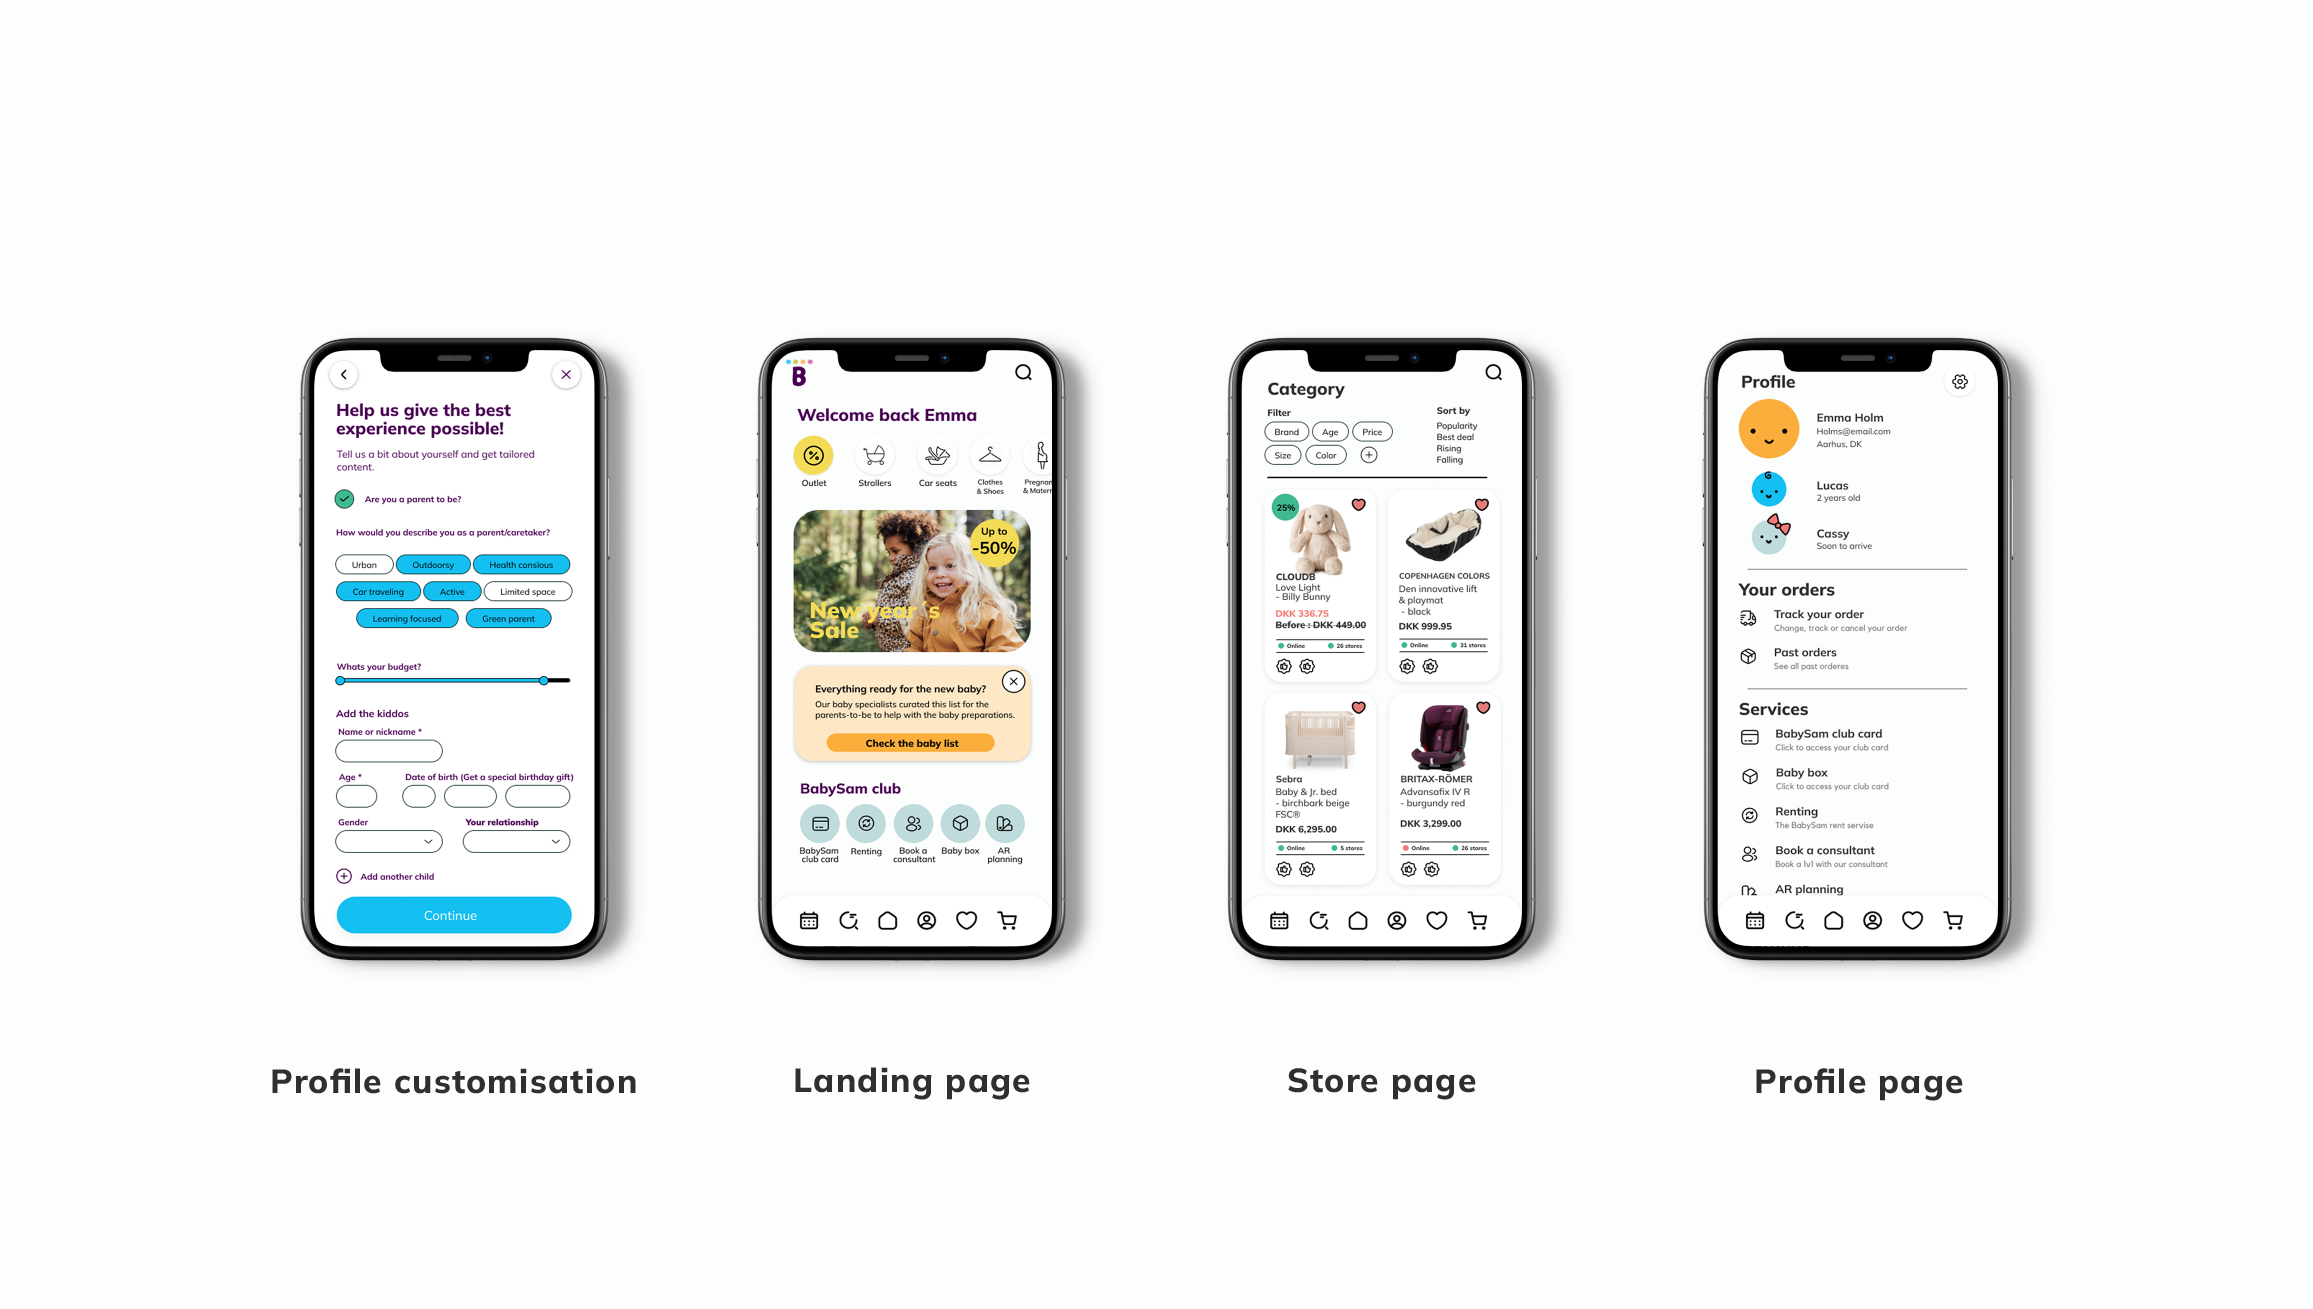 Help us give the best
experience possible!
Tell us a bit about yourself and get tailored
content.
Are you a parent to be?
How would you describe you as a parent/caretaker?
Urban
Outdoorsy
Health consious
Car traveling
Active
Limited space
Learning focused
Green parent
Whats your budget?
Add the kiddos
Name or nickname *
Age *
Date of birth (Get a special birthday gift)
Gender
Your relationship
Add another child
Continue
Profile customisation
B
Welcome back Emma
Outlet
Strollers
Car seats
Clothes
& Shoes
Pregnan
& Matern
Up to
-50%
New year´s
Sale
Everything ready for the new baby?
Our baby specialists curated this list for the
parents-to-be to help with the baby preparations.
Check the baby list
BabySam club
BabySam
club card
Renting
Book a
consultant
Baby box
AR
planning
Landing page
Category
Filter
Brand
Age
Price
Size
Color
Sort by
Popularity
Best deal
Rising
Falling
25%
CLOUDB
Love Light
- Billy Bunny
DKK 336.75
Before : DKK 449.00
Online
26 stores
COPENHAGEN COLORS
Den innovative lift
& playmat
- black
DKK 999.95
Online
31 stores
Sebra
Baby & Jr. bed
- birchbark beige
FSC®
DKK 6,295.00
Online
5 stores
BRITAX-RÖMER
Advansafix IV R
- burgundy red
DKK 3,299.00
Online
26 stores
Store page
Profile
Emma Holm
Holms@email.com
Aarhus, DK
Lucas
2 years old
Cassy
Soon to arrive
Your orders
Track your order
Change, track or cancel your order
Past orders
See all past orderes
Services
BabySam club card
Click to access your club card
Baby box
Click to access your club card
Renting
The BabySam rent servise
Book a consultant
Book a 1v1 with our consultant
AR planning
Profile page